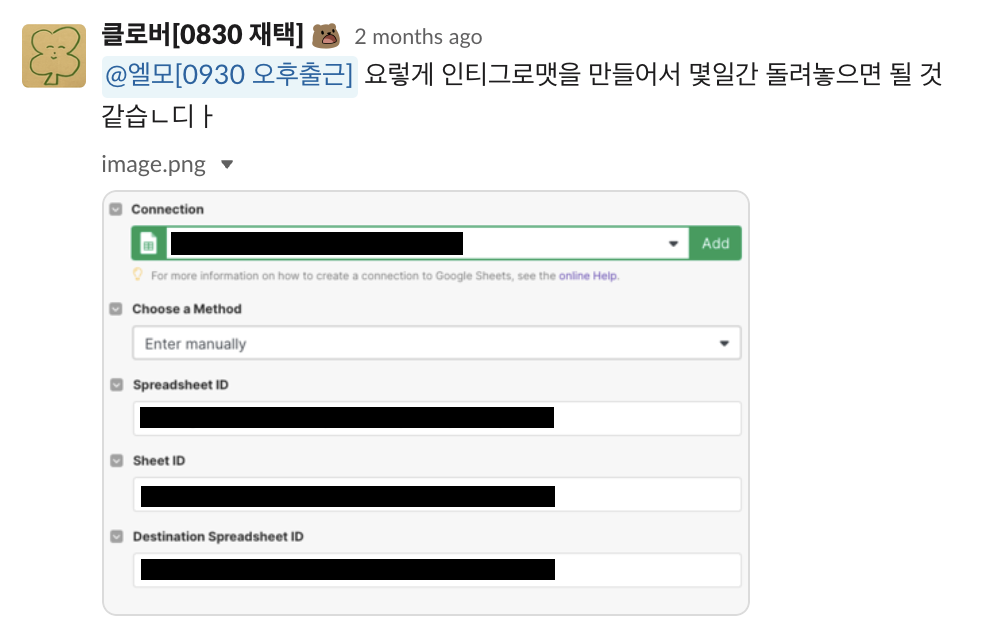 클로버[0830 재택] 2 months ago
@엘모[0930 오후출근] 요렇게 인티그로맷을 만들어서 몇일간 돌려놓으면 될 것
같습ㄴ디ㅏ
image.png
Connection
Add
For more information on how to create a connection to Google Sheets, see the online Help.
Choose a Method
Enter manually
Spreadsheet ID
Sheet ID
Destination Spreadsheet ID